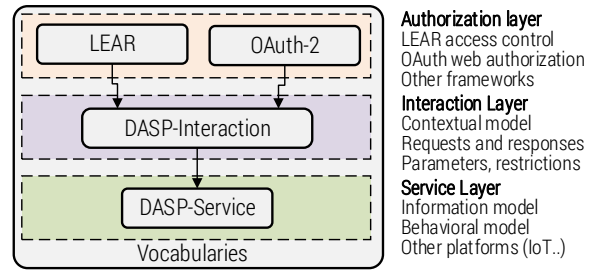 LEAR
OAuth-2
DASP-Interaction
DASP-Service
Vocabularies
Authorization layer
LEAR access control
OAuth web authorization
Other frameworks
Interaction Layer
Contextual model
Requests and responses
Parameters, restrictions
Service Layer
Information model
Behavioral model
Other platforms (IoT..)